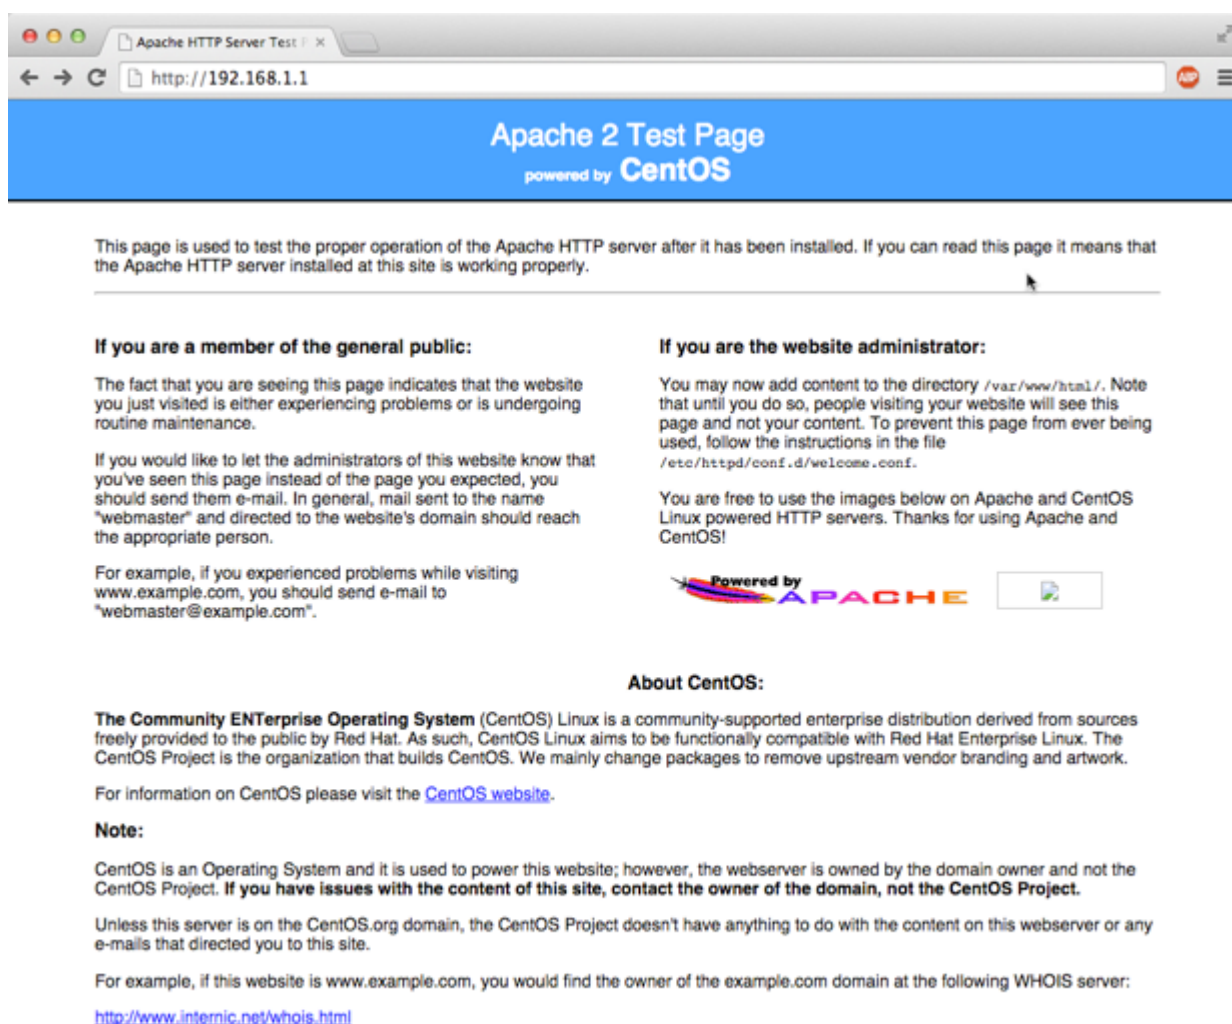 Apache HTTP Server Test P
http://192.168.1.1
ABP
Apache 2 Test Page
powered by CentOS
This page is used to test the proper operation of the Apache HTTP server after it has been installed. If you can read this page it means that
the Apache HTTP server installed at this site is working properly.
If you are a member of the general public:
The fact that you are seeing this page indicates that the website
you just visited is either experiencing problems or is undergoing
routine maintenance.
If you would like to let the administrators of this website know that
you've seen this page instead of the page you expected, you
should send them e-mail. In general, mail sent to the name
"webmaster" and directed to the website's domain should reach
the appropriate person.
For example, if you experienced problems while visiting
www.example.com, you should send e-mail to
"webmaster@example.com".
If you are the website administrator:
You may now add content to the directory /var/www/html/. Note
that until you do so, people visiting your website will see this
page and not your content. To prevent this page from ever being
used, follow the instructions in the file
/etc/httpd/conf.d/welcome.conf.
You are free to use the images below on Apache and CentOS
Linux powered HTTP servers. Thanks for using Apache and
CentOS!
Powered by
APACHE
About CentOS:
The Community ENTerprise Operating System (CentOS) Linux is a community-supported enterprise distribution derived from sources
freely provided to the public by Red Hat. As such, CentOS Linux aims to be functionally compatible with Red Hat Enterprise Linux. The
CentOS Project is the organization that builds CentOS. We mainly change packages to remove upstream vendor branding and artwork.
For information on CentOS please visit the CentOS website.
Note:
CentOS is an Operating System and it is used to power this website; however, the webserver is owned by the domain owner and not the
CentOS Project. If you have issues with the content of this site, contact the owner of the domain, not the CentOS Project.
Unless this server is on the CentOS.org domain, the CentOS Project doesn't have anything to do with the content on this webserver or any
e-mails that directed you to this site.
For example, if this website is www.example.com, you would find the owner of the example.com domain at the following WHOIS server:
http://www.internic.net/whois.html